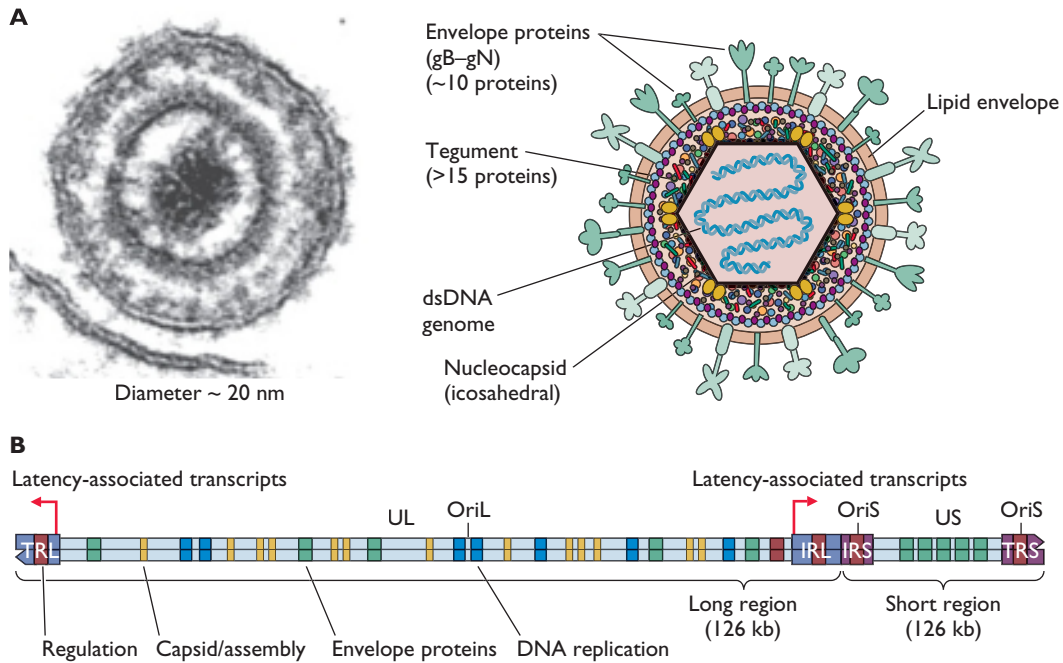 A
Envelope proteins
(gB–gN)
(~10 proteins)
Lipid envelope
Tegument
(>15 proteins)
dsDNA
genome
Nucleocapsid
(icosahedral)
Diameter ~ 20 nm
B
Latency-associated transcripts
Latency-associated transcripts
UL
OriL
OriS
US
OriS
TRL
IRL
IRS
TRS
Long region
(126 kb)
Short region
(126 kb)
Regulation
Capsid/assembly
Envelope proteins
DNA replication